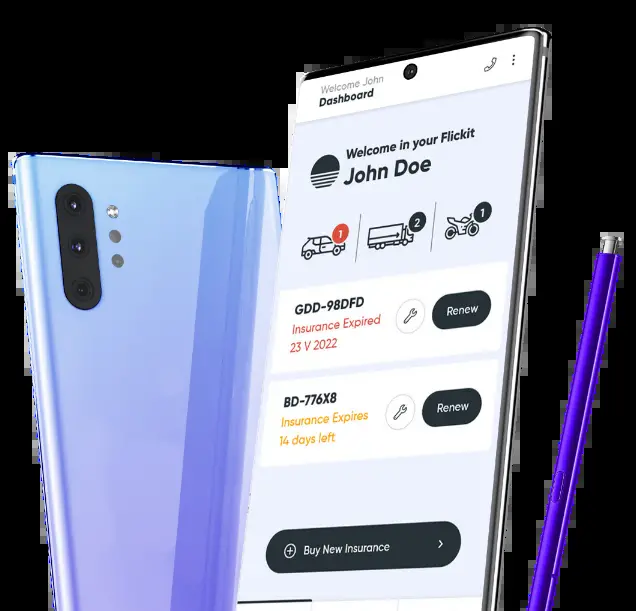 Welcome John
Dashboard
Welcome in your Flickit
John Doe
1
2
1
GDD-98DFD
Insurance Expired
23 V 2022
Renew
BD-776X8
Insurance Expires
14 days left
Renew
Buy New Insurance